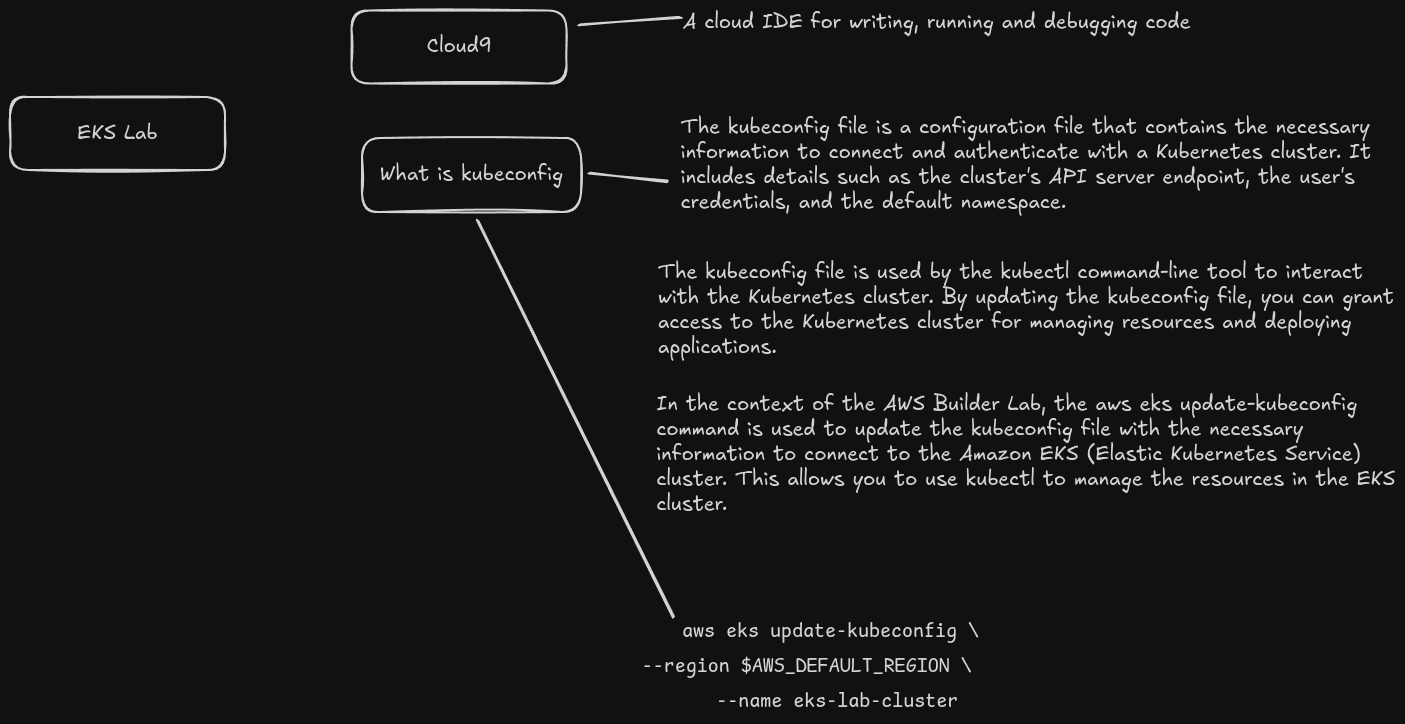 Cloud9
A cloud IDE for writing, running and debugging code
EKS Lab
What is kubeconfig
The kubeconfig file is a configuration file that contains the necessary
information to connect and authenticate with a Kubernetes cluster. It
includes details such as the cluster's API server endpoint, the user's
credentials, and the default namespace.
The kubeconfig file is used by the kubectl command-line tool to interact
with the Kubernetes cluster. By updating the kubeconfig file, you can grant
access to the Kubernetes cluster for managing resources and deploying
applications.
In the context of the AWS Builder Lab, the aws eks update-kubeconfig
command is used to update the kubeconfig file with the necessary
information to connect to the Amazon EKS (Elastic Kubernetes Service)
cluster. This allows you to use kubectl to manage the resources in the EKS
cluster.
aws eks update-kubeconfig \
--region $AWS_DEFAULT_REGION \
--name eks-lab-cluster